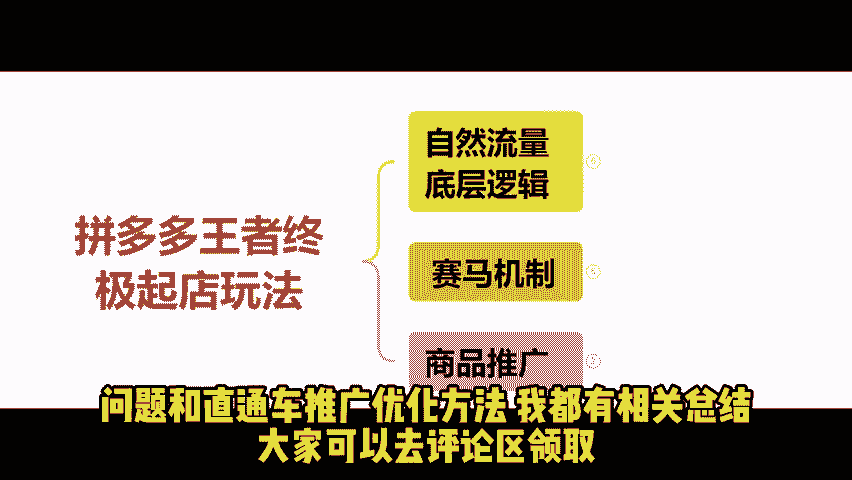 拼多多王者终
极起店玩法
自然流量
底层逻辑
赛马机制
商品推广
问题和直通车推广优化方法 我都有相关总结
大家可以去评论区领取